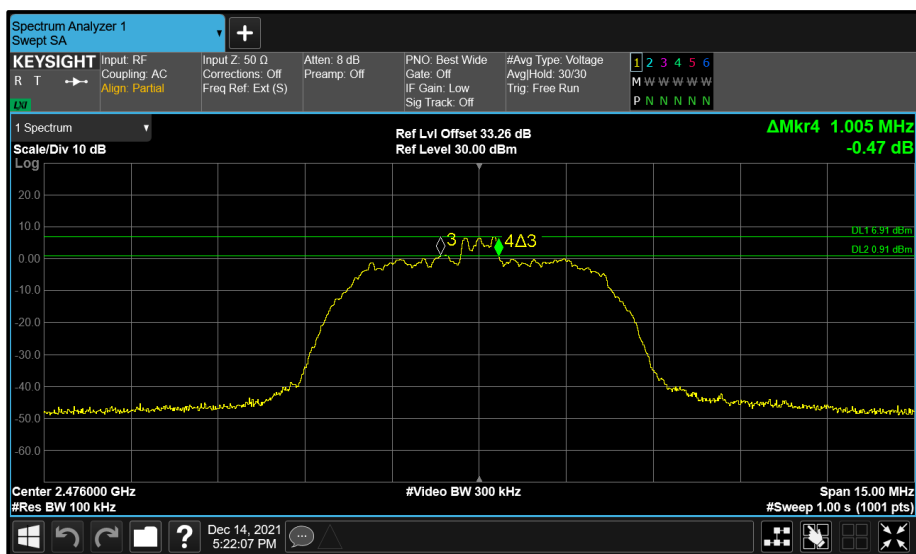 Spectrum Analyzer 1
Swept SA
+
KEYSIGHT
R T
LXI
Input: RF
Coupling: AC
Align: Partial
Input Z: 50 Ω
Corrections: Off
Freq Ref: Ext (S)
Atten: 8 dB
Preamp: Off
PNO: Best Wide
Gate: Off
IF Gain: Low
Sig Track: Off
#Avg Type: Voltage
Avg|Hold: 30/30
Trig: Free Run
1 2 3 4 5 6
M W W W W W
P N N N N N
1 Spectrum
Scale/Div 10 dB
Ref Lvl Offset 33.26 dB
Ref Level 30.00 dBm
ΔMkr4 1.005 MHz
-0.47 dB
Log
20.0
10.0
0.00
-10.0
-20.0
-30.0
-40.0
-50.0
-60.0
3
4Δ3
DL1 6.91 dBm
DL2 0.91 dBm
Center 2.476000 GHz
#Video BW 300 kHz
Span 15.00 MHz
#Res BW 100 kHz
#Sweep 1.00 s (1001 pts)
?
Dec 14, 2021
5:22:07 PM